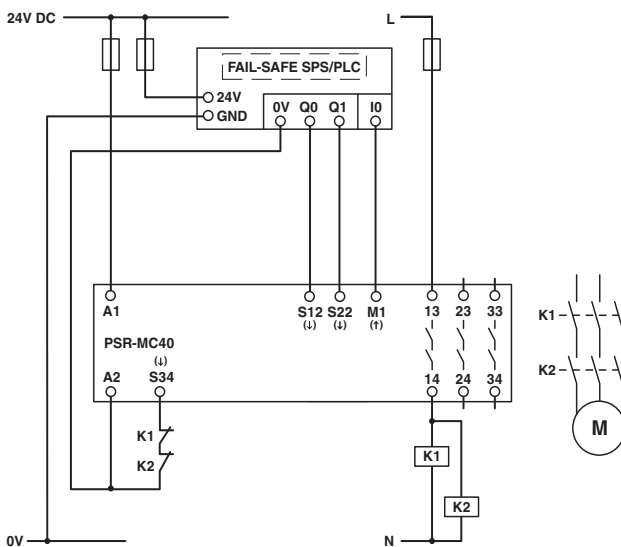 24V DC
L
FAIL-SAFE SPS/PLC
24V
GND
0V Q0 Q1 I0
A1 S12 S22 M1 13 23 33
(↓) (↓) (↑)
PSR-MC40
(↓)
A2 S34 14 24 34
K1
K2
M
K1
K2
K1
K2
0V
N